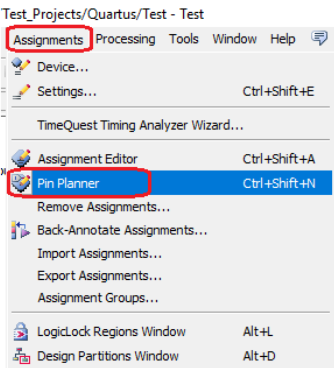 Test_Projects/Quartus/Test - Test
Assignments Processing Tools Window Help
Device...
Settings... Ctrl+Shift+E
TimeQuest Timing Analyzer Wizard...
Assignment Editor Ctrl+Shift+A
Pin Planner Ctrl+Shift+N
Remove Assignments...
Back-Annotate Assignments...
Import Assignments...
Export Assignments...
Assignment Groups...
LogicLock Regions Window Alt+L
Design Partitions Window Alt+D